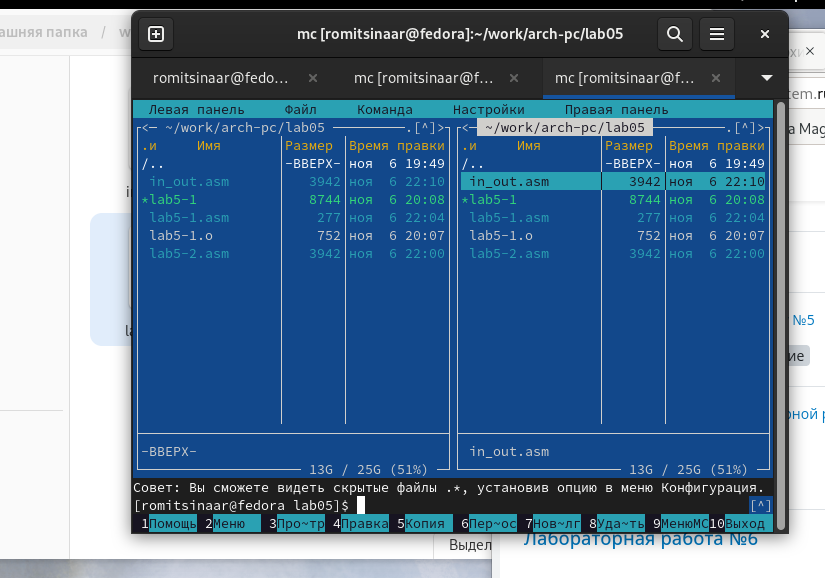 ашняя папка / w
mc [romitsinaar@fedora]:~/work/arch-pc/lab05
romitsinaar@fedo... mc [romitsinaar@f... mc [romitsinaar@f...
Левая панель Файл Команда Настройки Правая панель
<— ~/work/arch-pc/lab05 .[^]> <— ~/work/arch-pc/lab05 .[^]>
.и Имя Размер Время правки .и Имя Размер Время правки
/.. -ВВЕРХ- ноя 6 19:49 /.. -ВВЕРХ- ноя 6 19:49
in_out.asm 3942 ноя 6 22:10 in_out.asm 3942 ноя 6 22:10
*lab5-1 8744 ноя 6 20:08 *lab5-1 8744 ноя 6 20:08
lab5-1.asm 277 ноя 6 22:04 lab5-1.asm 277 ноя 6 22:04
lab5-1.o 752 ноя 6 20:07 lab5-1.o 752 ноя 6 20:07
lab5-2.asm 3942 ноя 6 22:00 lab5-2.asm 3942 ноя 6 22:00
-ВВЕРХ- in_out.asm
13G / 25G (51%) 13G / 25G (51%)
Совет: Вы сможете видеть скрытые файлы .*, установив опцию в меню Конфигурация.
[romitsinaar@fedora lab05]$ [^]
1Помощь 2Меню 3Про~тр 4Правка 5Копия 6Пер~ос 7Нов~лг 8Уда~ть 9МенюMC 10Выход
tem.r
a Mag
№5
ие
рной р
Выдел
Лабораторная работа №6